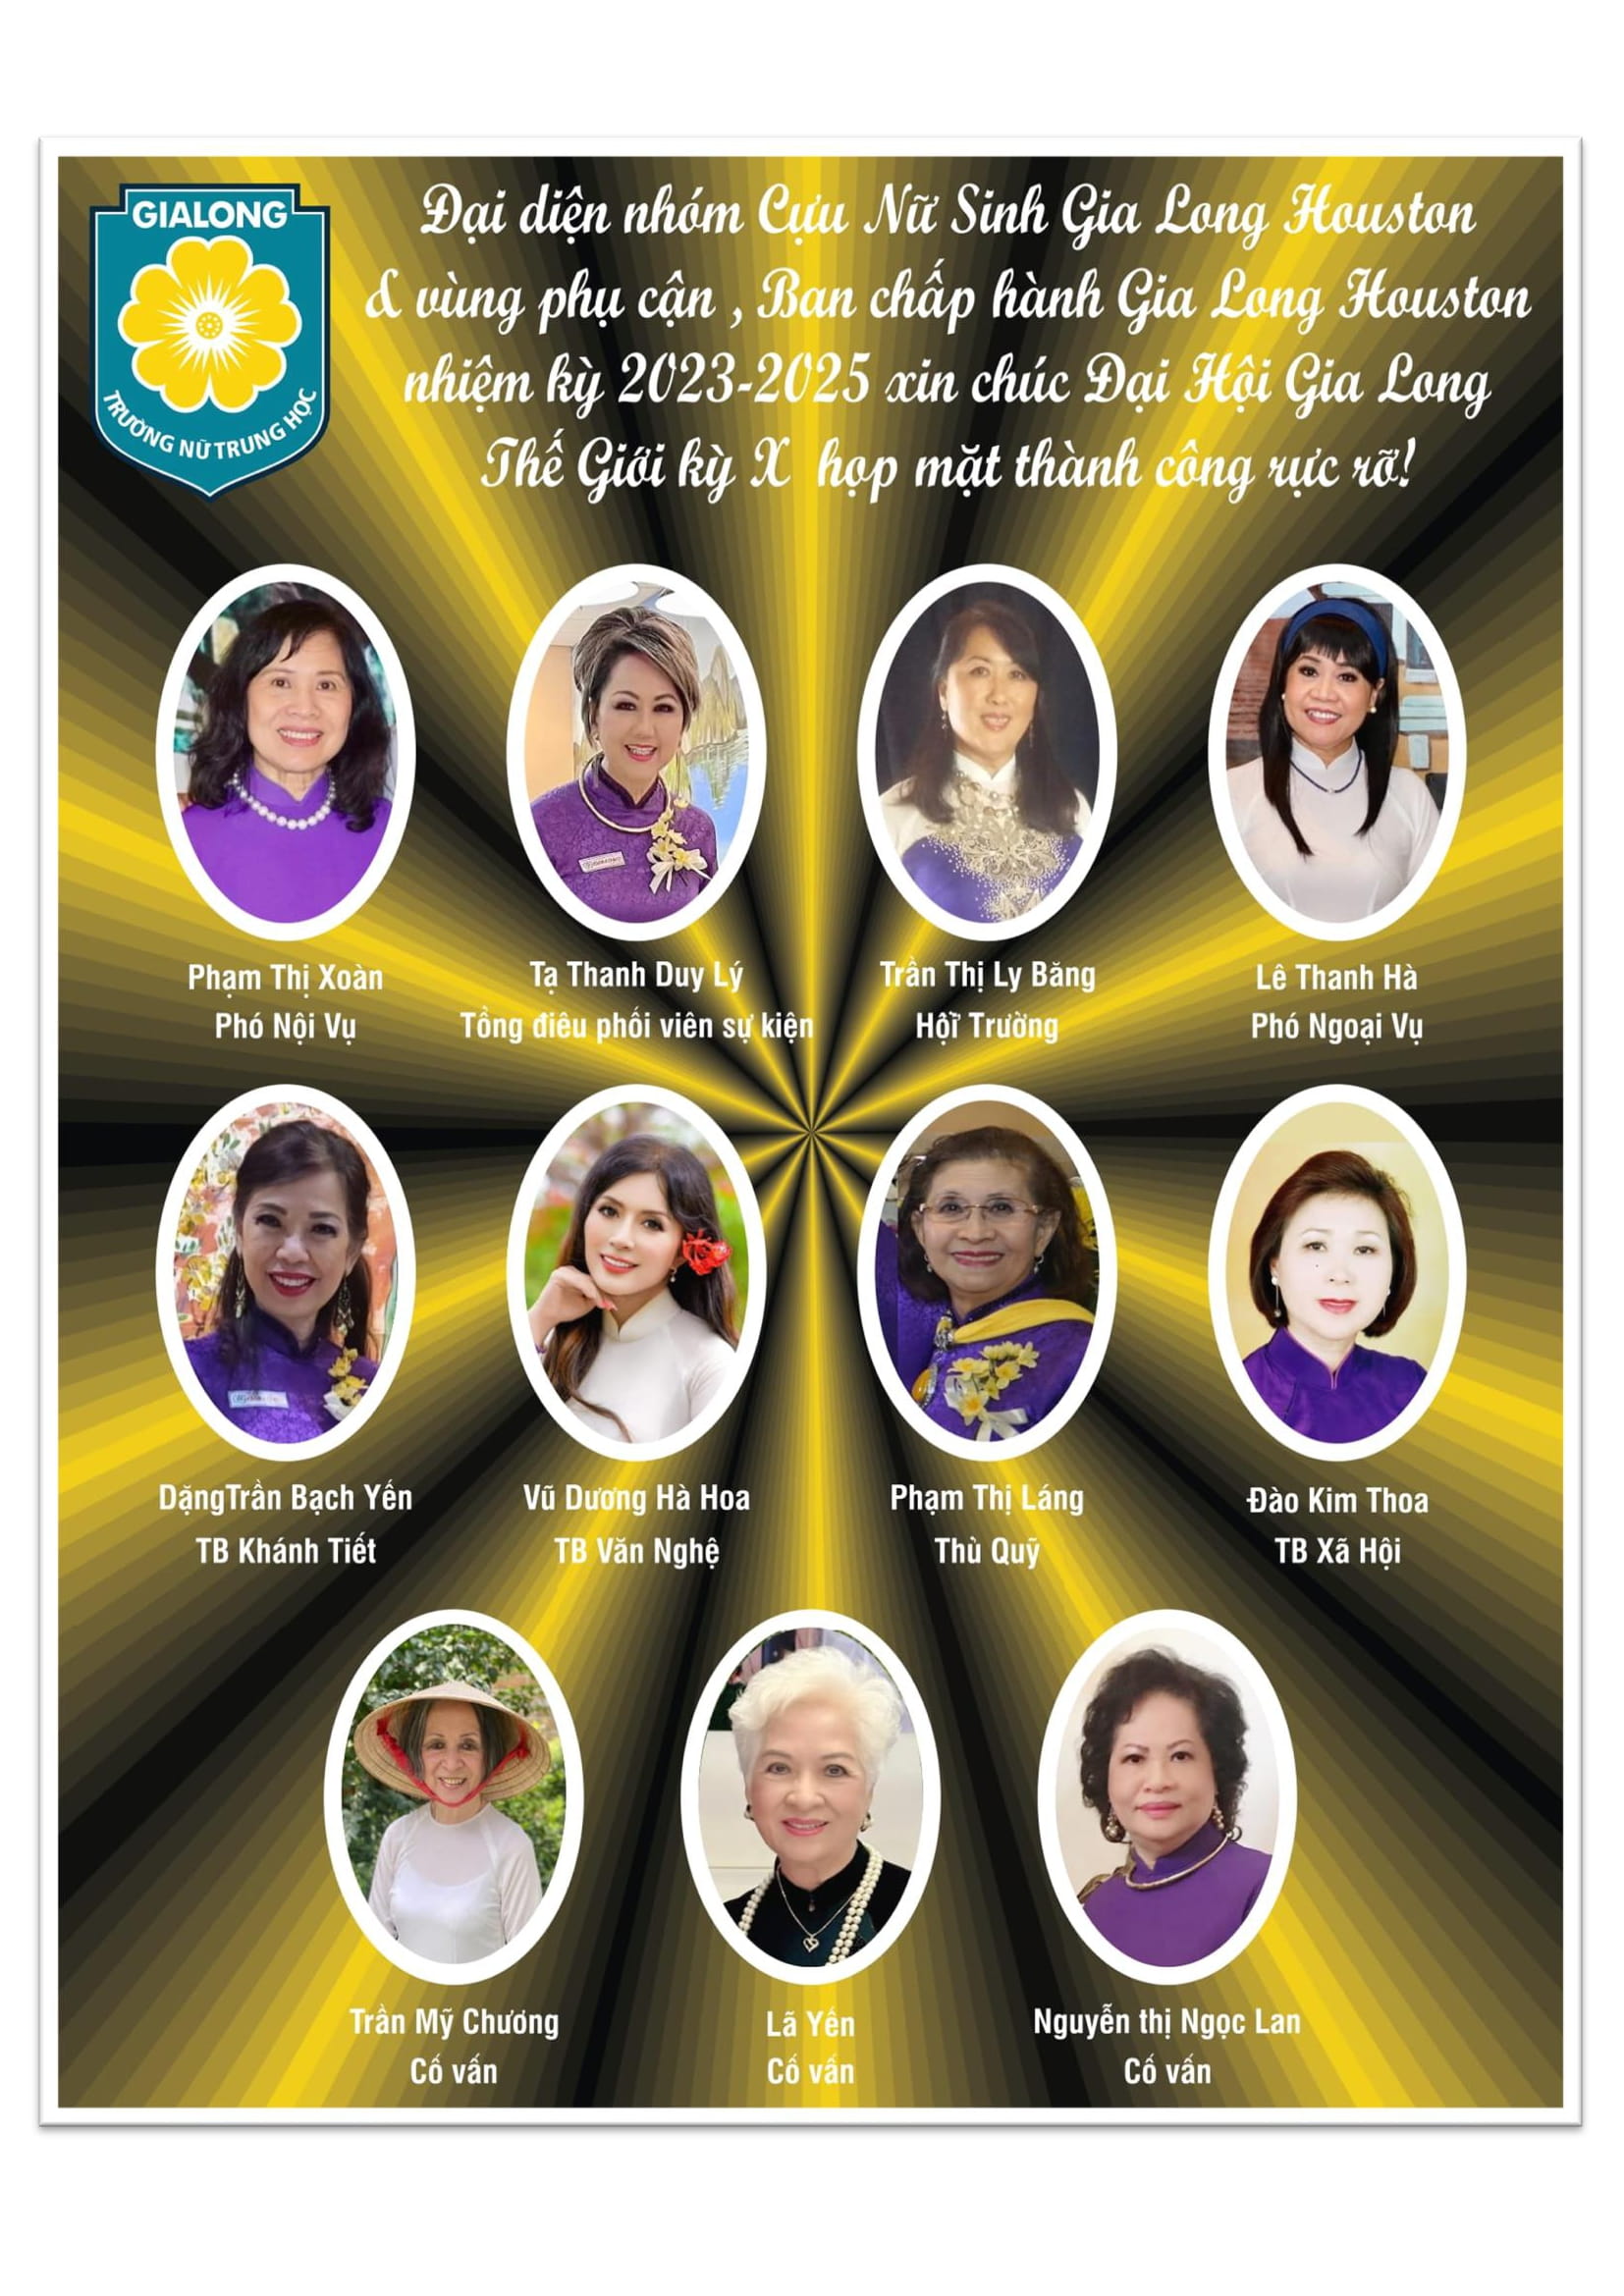 GIALONG
TRƯỜNG NỮ TRUNG HỌC
Đại diện nhóm Cựu Nữ Sinh Gia Long Houston
& vùng phụ cận , Ban chấp hành Gia Long Houston
nhiệm kỳ 2023-2025 xin chúc Đại Hội Gia Long
Thế Giới kỳ X họp mặt thành công rực rỡ!
Phạm Thị Xoàn
Phó Nội Vụ
Tạ Thanh Duy Lý
Tồng điêu phối viên sự kiện
Trần Thị Ly Băng
Hội Trường
Lê Thanh Hà
Phó Ngoại Vụ
DặngTrần Bạch Yến
TB Khánh Tiết
Vũ Dương Hà Hoa
TB Văn Nghệ
Phạm Thị Láng
Thù Quỹ
Đào Kim Thoa
TB Xã Hội
Trần Mỹ Chương
Cố vấn
Lã Yến
Cố vấn
Nguyễn thị Ngọc Lan
Cố vấn